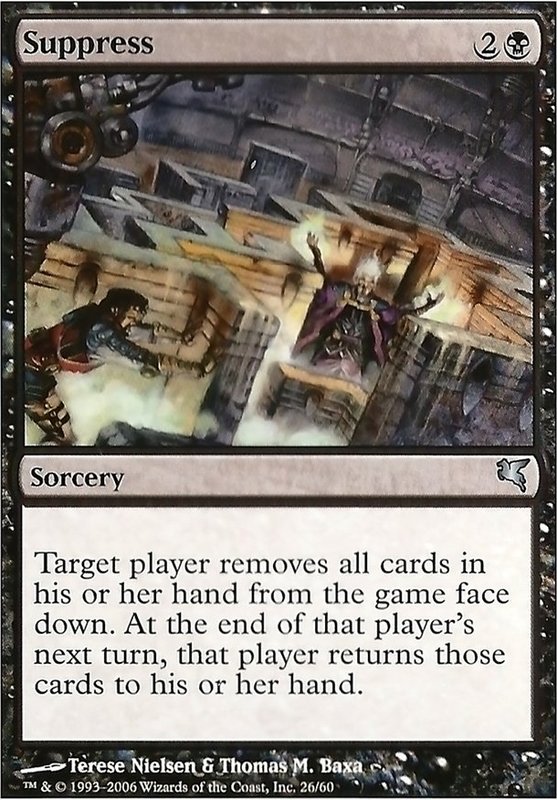 Suppress 2
Sorcery
Target player removes all cards in
his or her hand from the game face
down. At the end of that player's
next turn, that player returns those
cards to his or her hand.
Terese Nielsen & Thomas M. Baxa
™ & © 1993–2006 Wizards of the Coast, Inc. 26/60